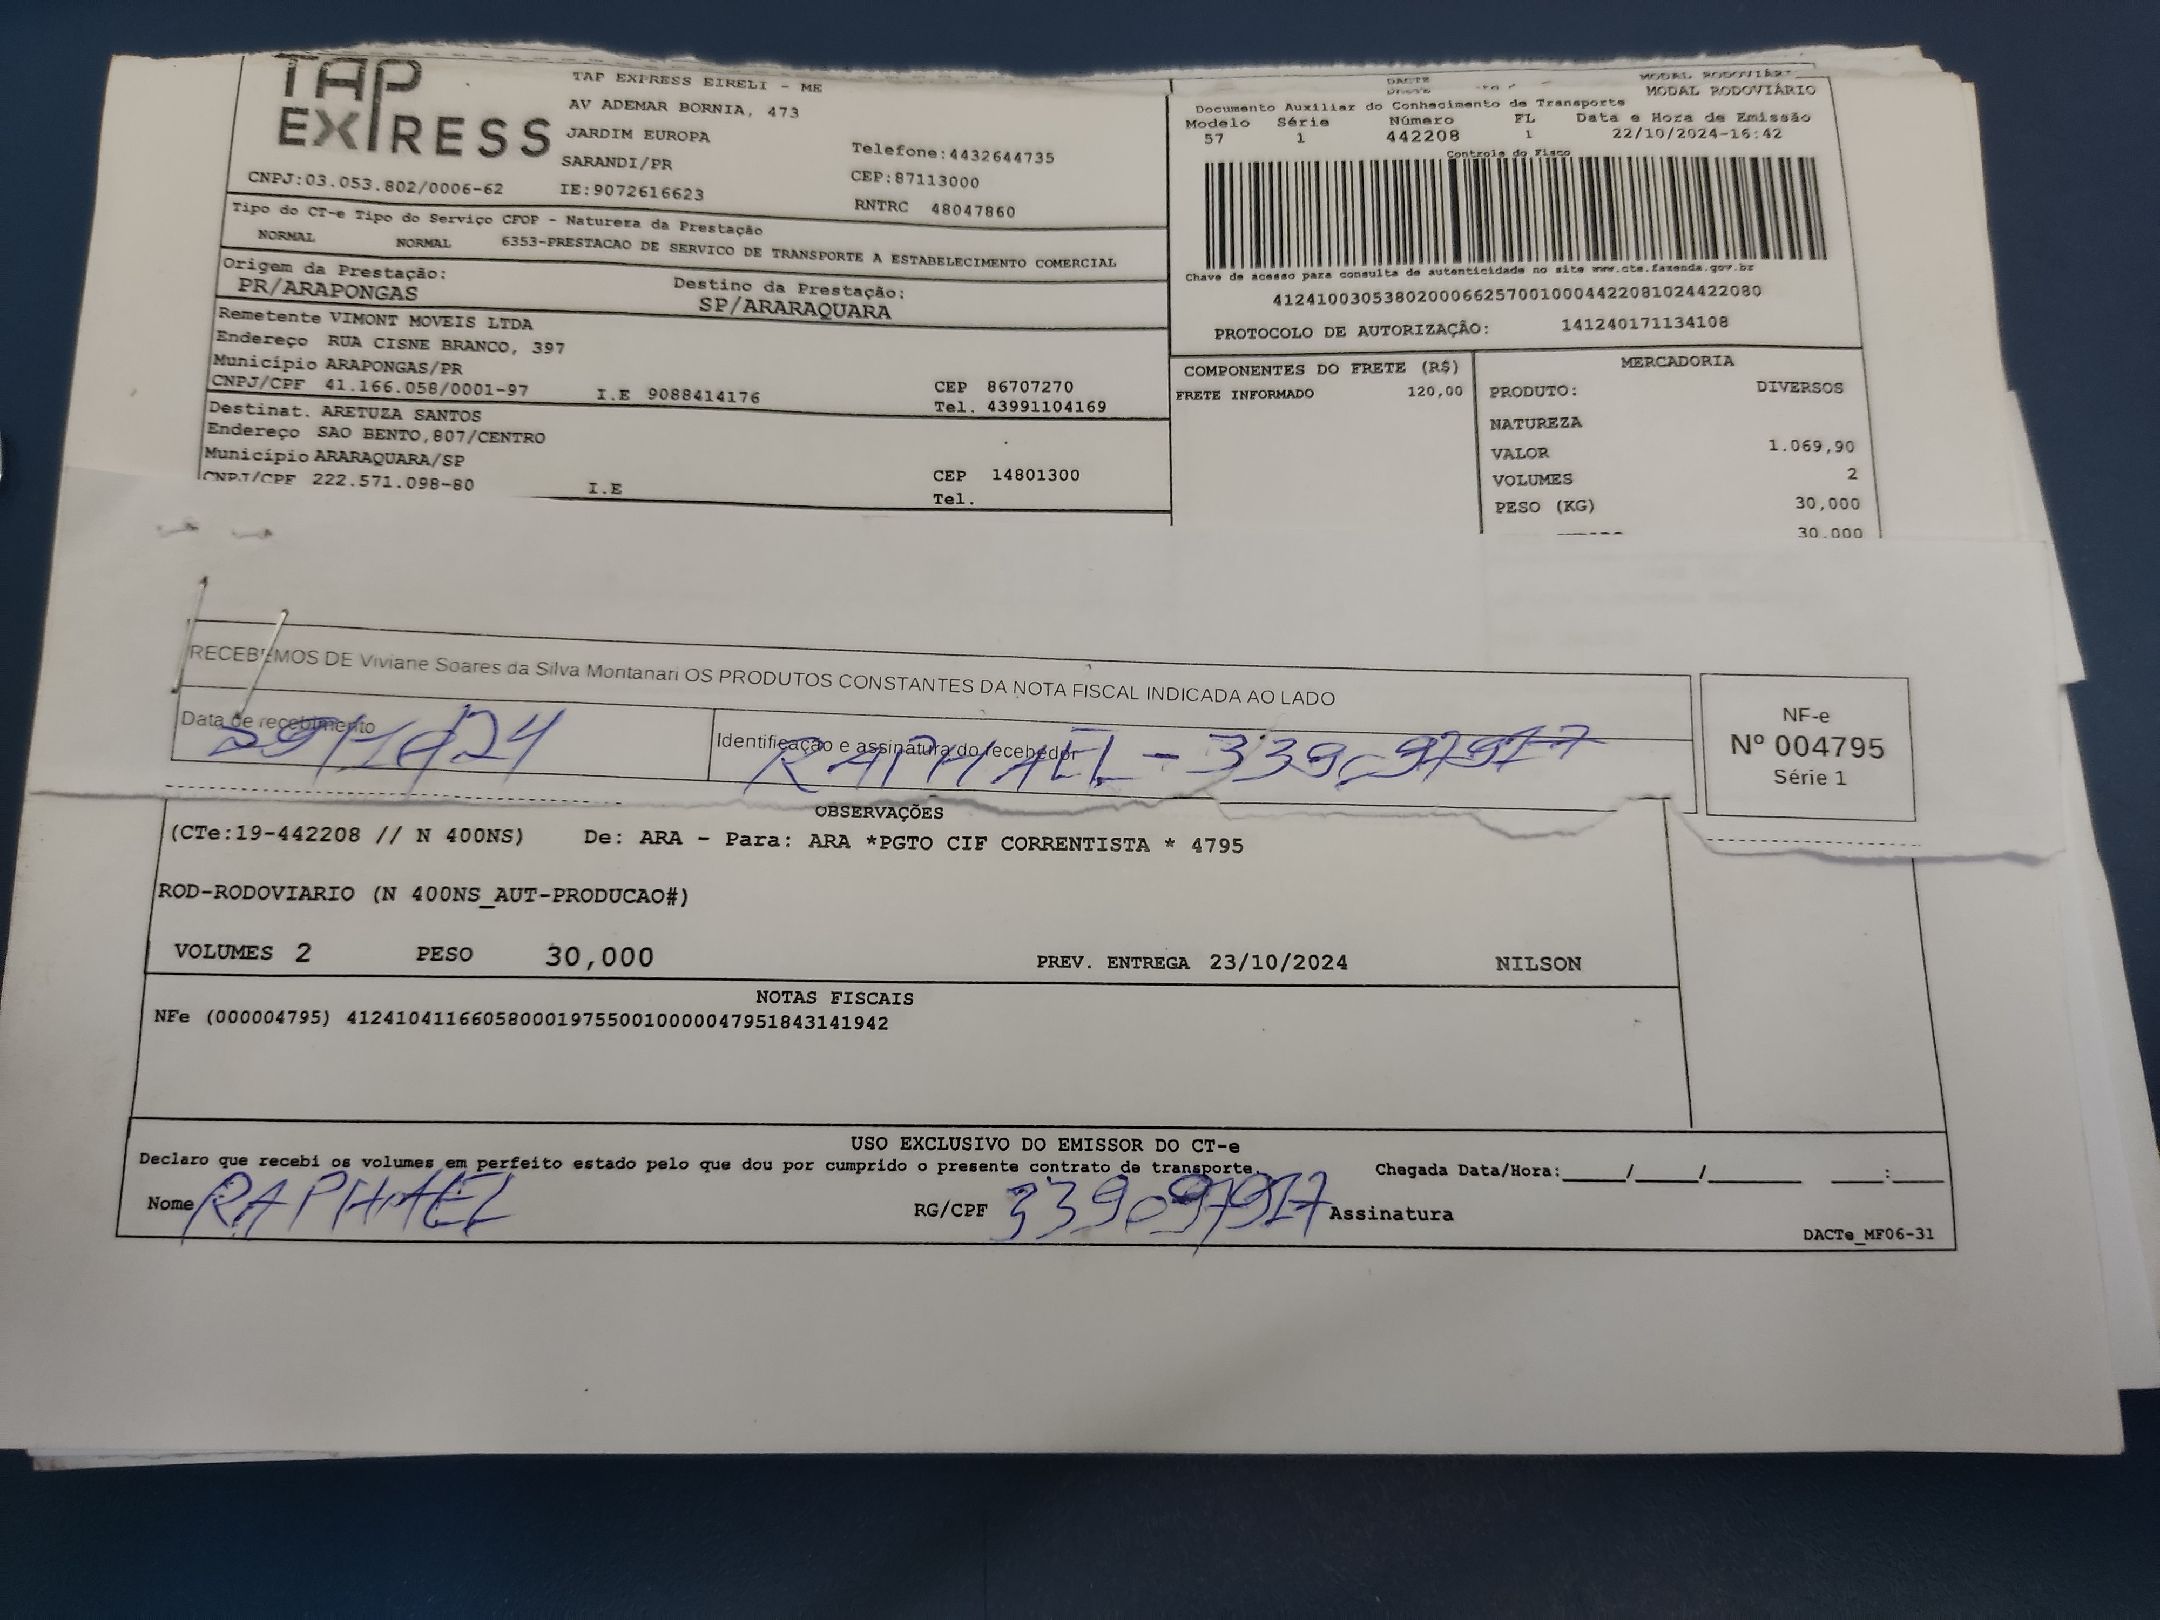 TAP EXPRESS
TAP EXPRESS EIRELI - ME
AV ADEMAR BORNIA, 473
JARDIM EUROPA
SARANDI/PR
Telefone:4432644735
CEP:87113000
CNPJ:03.053.802/0006-62 IE:9072616623 RNTRC 48047860
Tipo do CT-e Tipo do Serviço CFOP - Natureza da Prestação
NORMAL NORMAL 6353-PRESTACAO DE SERVICO DE TRANSPORTE A ESTABELECIMENTO COMERCIAL
Origem da Prestação: Destino da Prestação:
PR/ARAPONGAS SP/ARARAQUARA
Remetente VIMONT MOVEIS LTDA
Endereço RUA CISNE BRANCO, 397
Município ARAPONGAS/PR CEP 86707270
CNPJ/CPF 41.166.058/0001-97 I.E 9088414176 Tel. 43991104169
Destinat. ARETUZA SANTOS
Endereço SAO BENTO,807/CENTRO
Município ARARAQUARA/SP CEP 14801300
CNPJ/CPF 222.571.098-80 I.E Tel.
DACTE MODAL RODOVIÁRIO
MODAL RODOVIÁRIO
Documento Auxiliar do Conhecimento de Transporte
Modelo Série Número FL Data e Hora de Emissão
57 1 442208 1 22/10/2024-16:42
Controle do Fisco
Chave de acesso para consulta de autenticidade no site www.cte.fazenda.gov.br
41241003053802000662570010004422081024422080
PROTOCOLO DE AUTORIZAÇÃO: 141240171134108
COMPONENTES DO FRETE (R$)
FRETE INFORMADO 120,00
MERCADORIA
PRODUTO: DIVERSOS
NATUREZA
VALOR 1.069,90
VOLUMES 2
PESO (KG) 30,000
30.000
RECEBEMOS DE Viviane Soares da Silva Montanari OS PRODUTOS CONSTANTES DA NOTA FISCAL INDICADA AO LADO
Data de recebimento
Identificação e assinatura do recebedor
RAPHAEL - 339097917
NF-e
Nº 004795
Série 1
OBSERVAÇÕES
(CTe:19-442208 // N 400NS) De: ARA - Para: ARA *PGTO CIF CORRENTISTA * 4795
ROD-RODOVIARIO (N 400NS_AUT-PRODUCAO#)
VOLUMES 2 PESO 30,000 PREV. ENTREGA 23/10/2024 NILSON
NOTAS FISCAIS
NFe (000004795) 41241041166058000197550010000047951843141942
USO EXCLUSIVO DO EMISSOR DO CT-e
Declaro que recebi os volumes em perfeito estado pelo que dou por cumprido o presente contrato de transporte. Chegada Data/Hora:____/____/______ ___:___
Nome RAPHAEL RG/CPF 339097917 Assinatura
DACTe_MF06-31